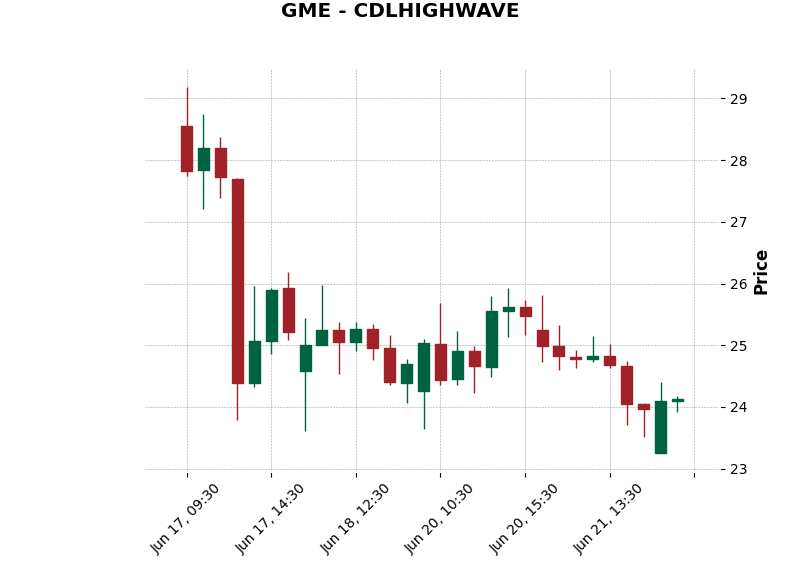 GME - CDLHIGHWAVE
29
28
27
26
25
24
23
Price
Jun 17, 09:30
Jun 17, 14:30
Jun 18, 12:30
Jun 20, 10:30
Jun 20, 15:30
Jun 21, 13:30